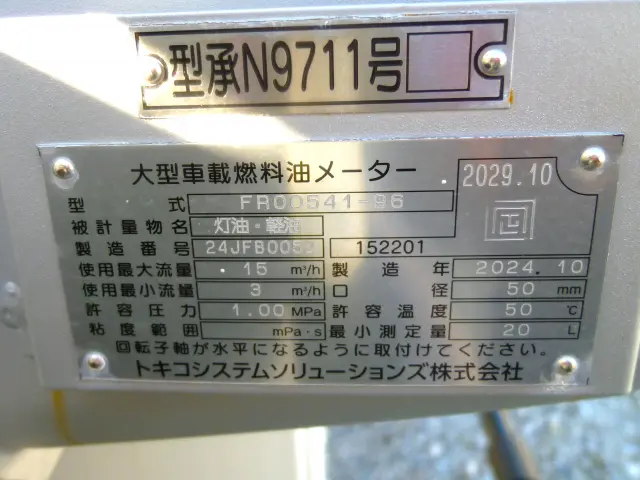 型承N9711号
大型車載燃料油メーター 2029.10
型式 FR00541-96
被計量物名 灯油・軽油
製造番号 152201
使用最大流量 15 m³/h 製造年 2024.10
使用最小流量 3 m³/h 口径 50 mm
許容圧力 1.00 MPa 許容温度 50 ℃
粘度範囲 mPa・s 最小測定量 20 L
回転子軸が水平になるように取付けてください。
トキコシステムソリューションズ株式会社